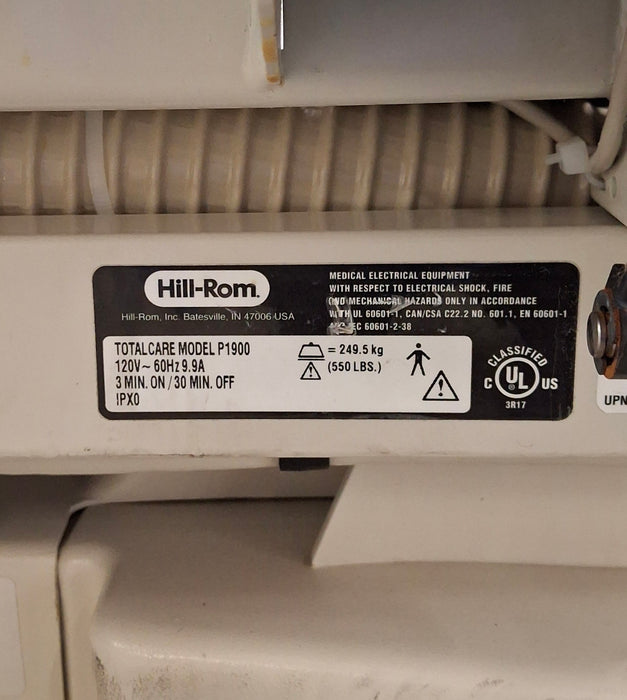 Hill-Rom®
Hill-Rom, Inc. Batesville, IN 47006 USA
MEDICAL ELECTRICAL EQUIPMENT
WITH RESPECT TO ELECTRICAL SHOCK, FIRE
AND MECHANICAL HAZARDS ONLY IN ACCORDANCE
WITH UL 60601-1, CAN/CSA C22.2 NO. 601.1, EN 60601-1
AND IEC 60601-2-38
TOTALCARE MODEL P1900
120V~ 60Hz 9.9A
3 MIN. ON / 30 MIN. OFF
IPX0
= 249.5 kg
(550 LBS.)
CLASSIFIED
C UL® US
3R17
UPN